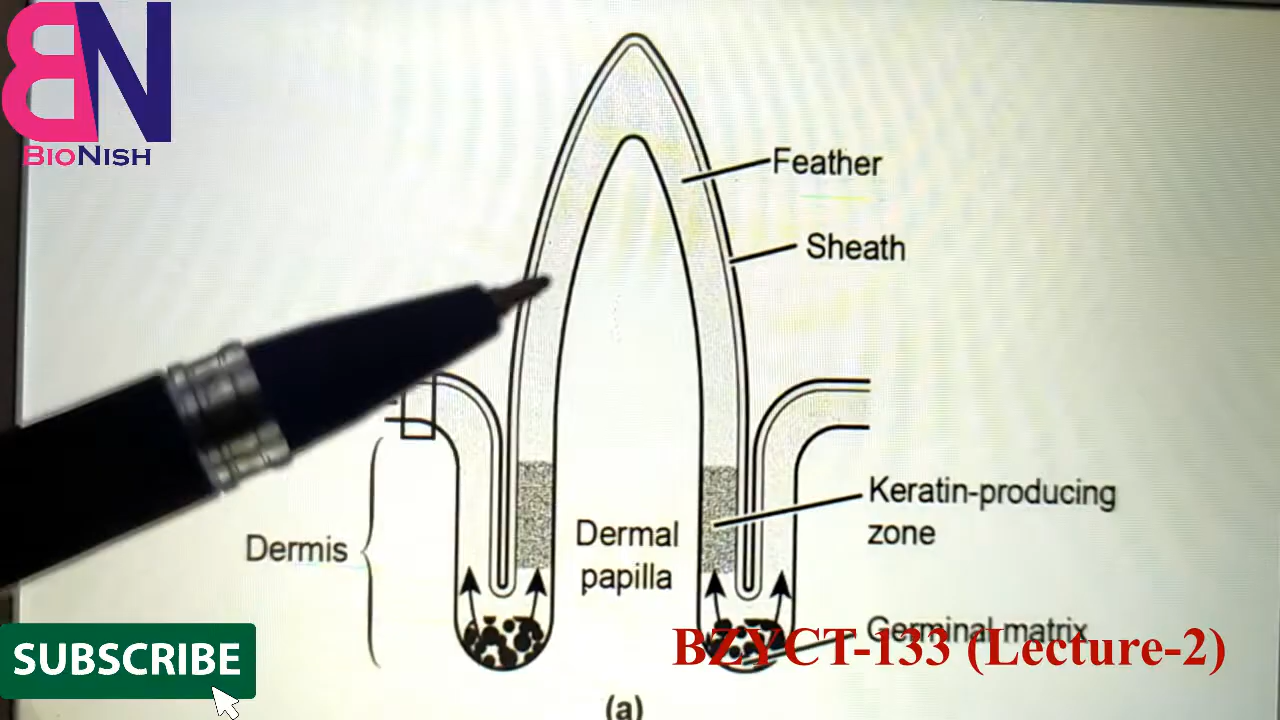 BN
BIONISH
Feather
Sheath
Keratin-producing
zone
Dermal
papilla
Dermis
Germinal matrix
BZYCT-133 (Lecture-2)
SUBSCRIBE
(a)